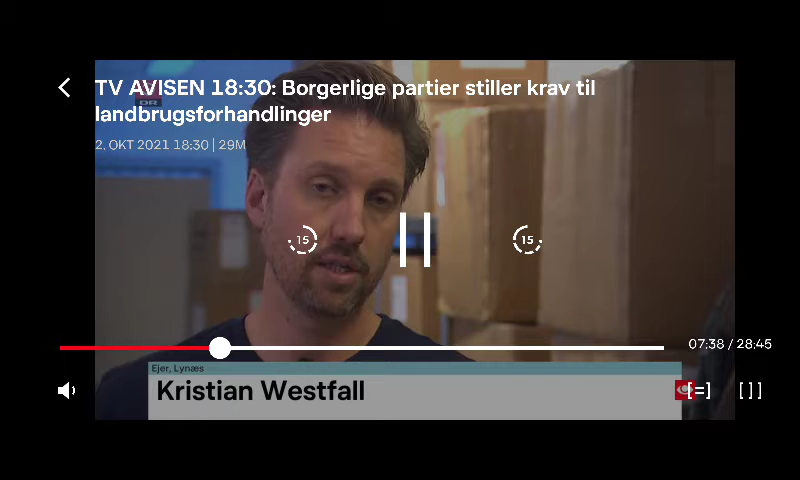 TV AVISEN 18:30: Borgerlige partier stiller krav til
landbrugsforhandlinger
DR
2. OKT 2021 18:30 | 29M
15
15
07:38 / 28:45
Ejer, Lynæs
Kristian Westfall